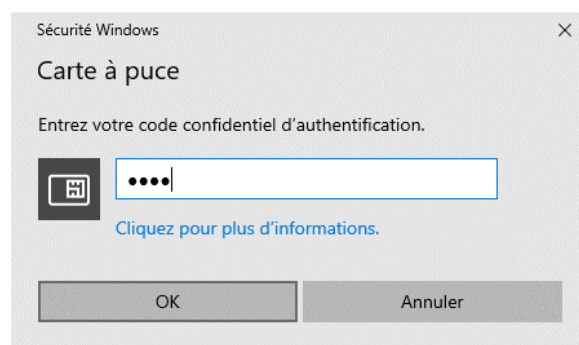 Sécurité Windows
Carte à puce
Entrez votre code confidentiel d’authentification.
••••
Cliquez pour plus d’informations.
OK
Annuler